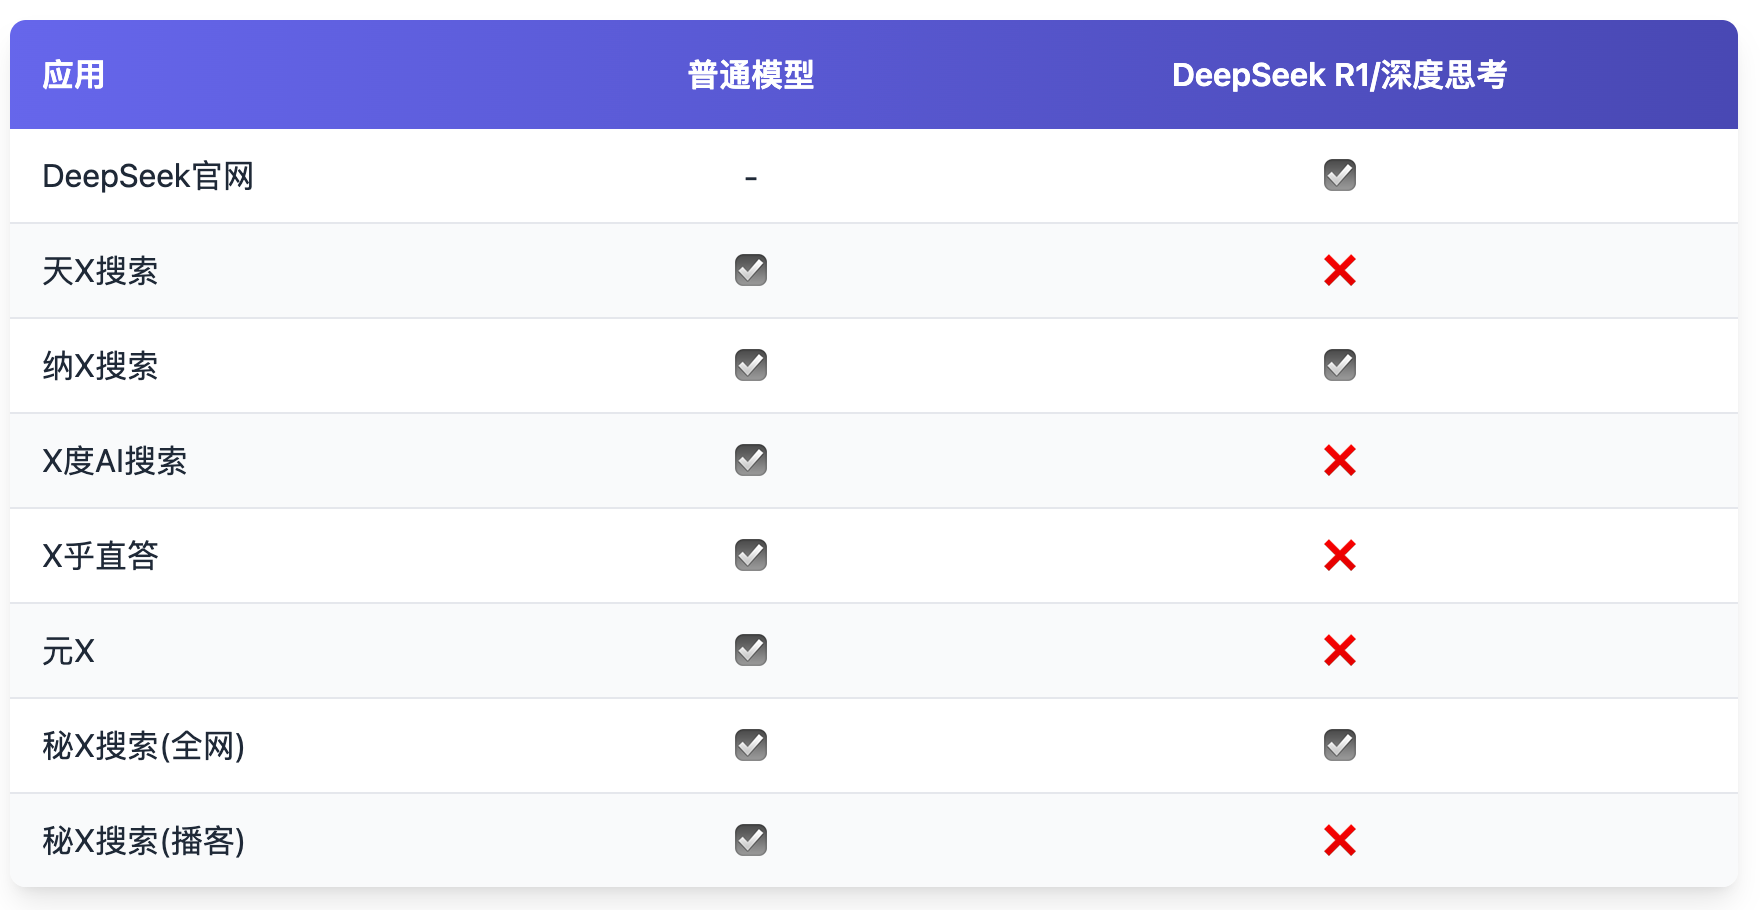 应用 普通模型 DeepSeek R1/深度思考
DeepSeek官网 - ☑
天X搜索 ☑ ❌
纳X搜索 ☑ ☑
X度AI搜索 ☑ ❌
X乎直答 ☑ ❌
元X ☑ ❌
秘X搜索(全网) ☑ ☑
秘X搜索(播客) ☑ ❌